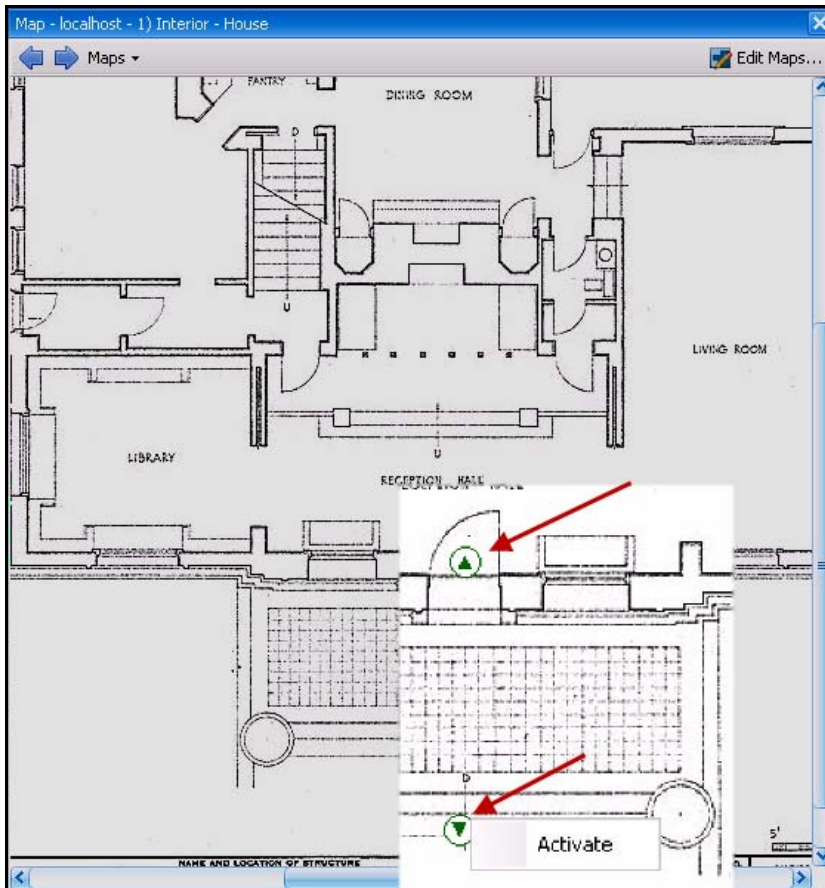 Map - localhost - 1) Interior - House
Maps
Edit Maps...
PANTRY
DINING ROOM
D
U
LIVING ROOM
LIBRARY
U
RECEPTION HALL
D
Activate
5'
NAME AND LOCATION OF STRUCTURE